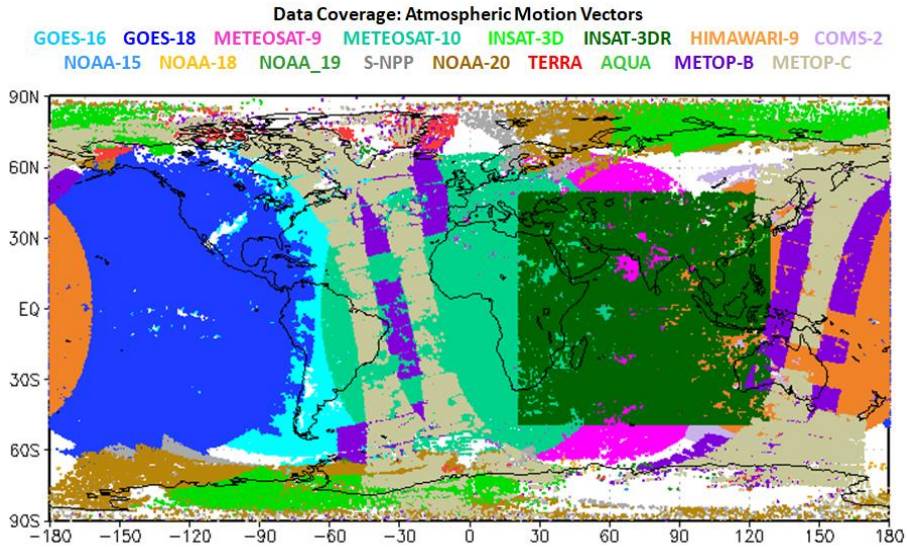 Data Coverage: Atmospheric Motion Vectors
GOES-16 GOES-18 METEOSAT-9 METEOSAT-10 INSAT-3D INSAT-3DR HIMAWARI-9 COMS-2
NOAA-15 NOAA-18 NOAA_19 S-NPP NOAA-20 TERRA AQUA METOP-B METOP-C
90N
60N
30N
EQ
30S
60S
90S
-180 -150 -120 -90 -60 -30 0 30 60 90 120 150 180